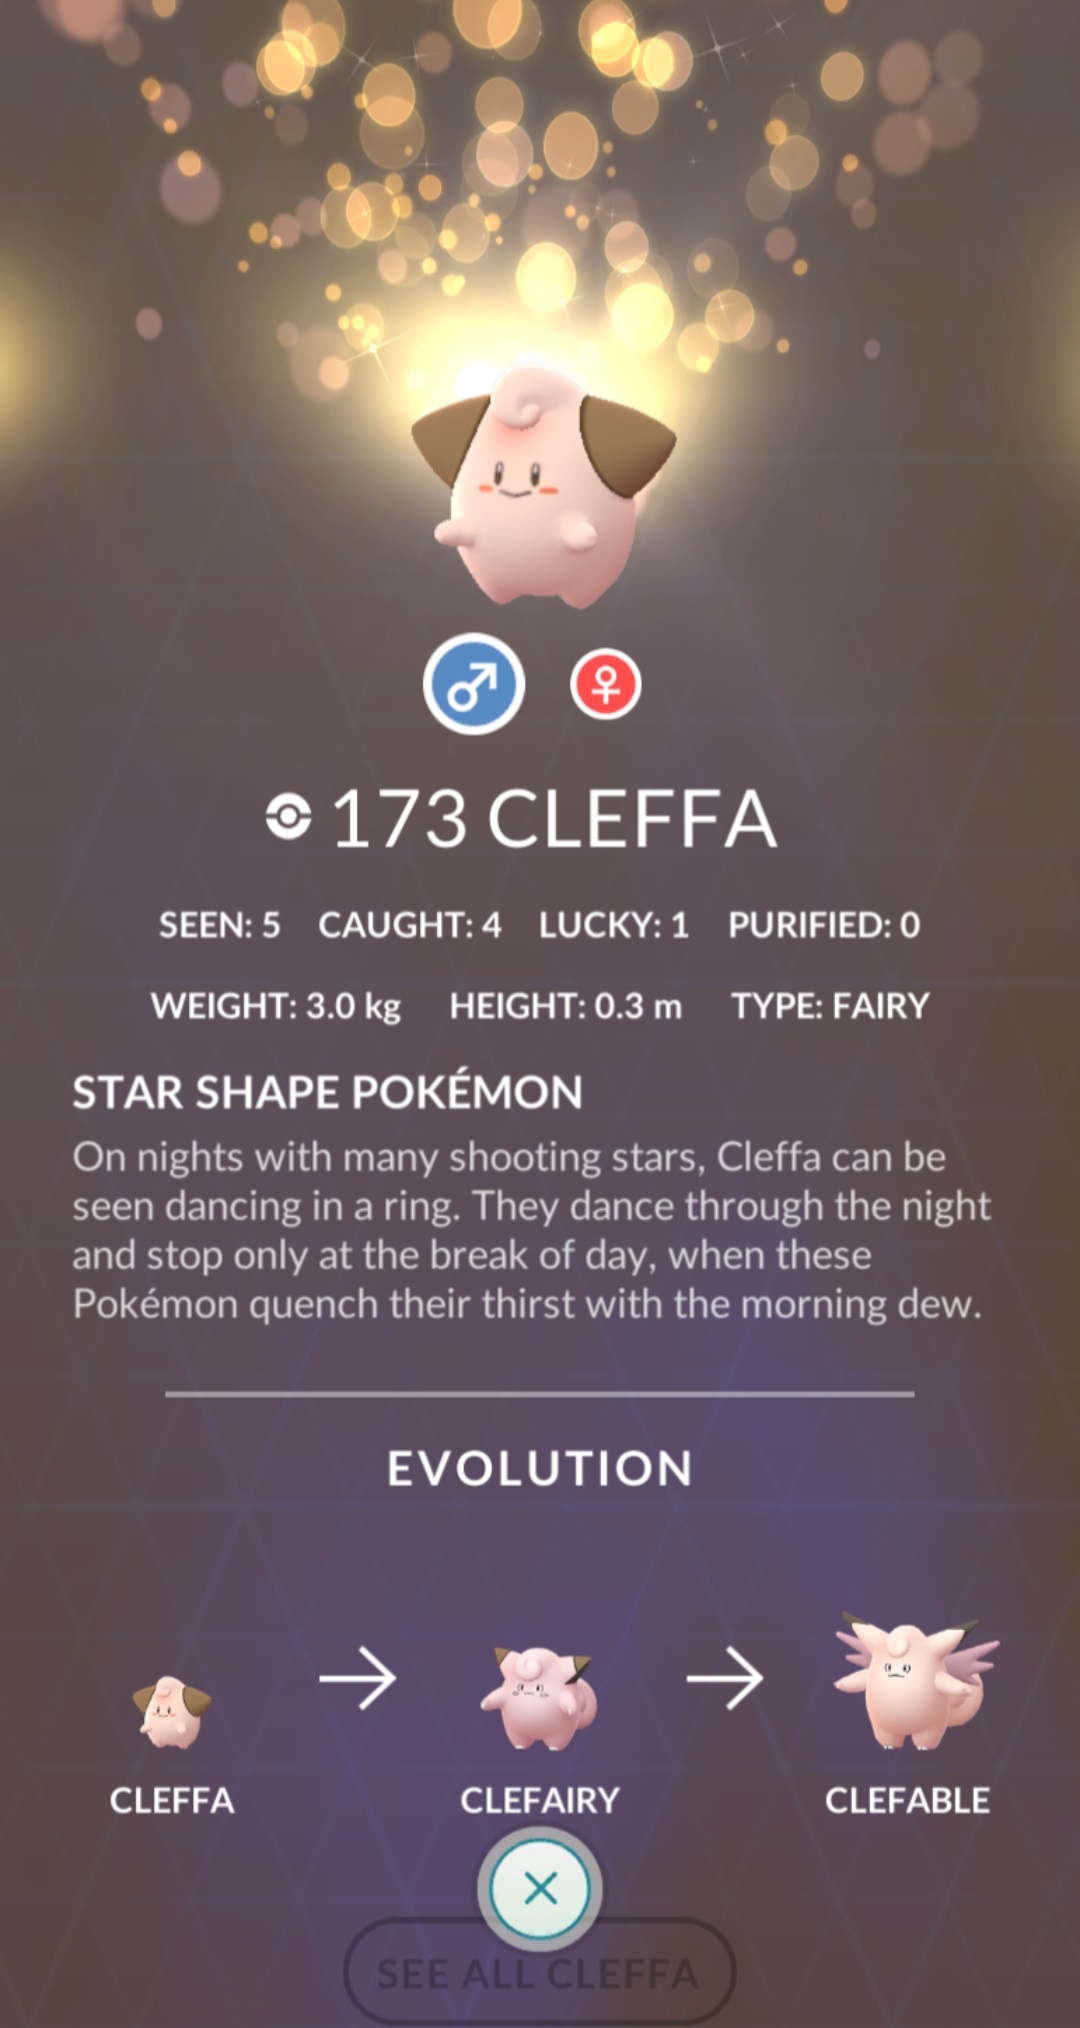 173 CLEFFA
SEEN: 5 CAUGHT: 4 LUCKY: 1 PURIFIED: 0
WEIGHT: 3.0 kg HEIGHT: 0.3 m TYPE: FAIRY
STAR SHAPE POKÉMON
On nights with many shooting stars, Cleffa can be
seen dancing in a ring. They dance through the night
and stop only at the break of day, when these
Pokémon quench their thirst with the morning dew.
EVOLUTION
CLEFFA CLEFAIRY CLEFABLE
SEE ALL CLEFFA